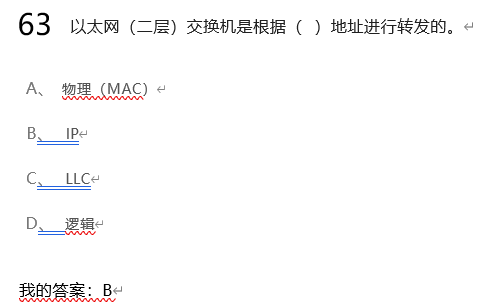 63 以太网（二层）交换机是根据（ ）地址进行转发的。
A、 物理（MAC）
B、 IP
C、 LLC
D、 逻辑
我的答案：B